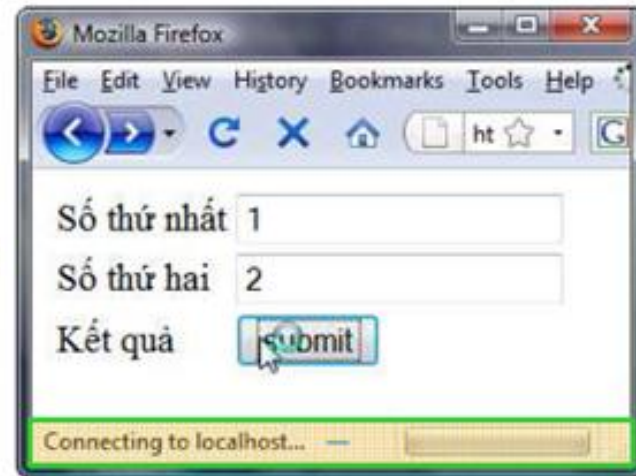 Mozilla Firefox
File Edit View History Bookmarks Tools Help
ht G
Số thứ nhất 1
Số thứ hai 2
Kết quả submit
Connecting to localhost...